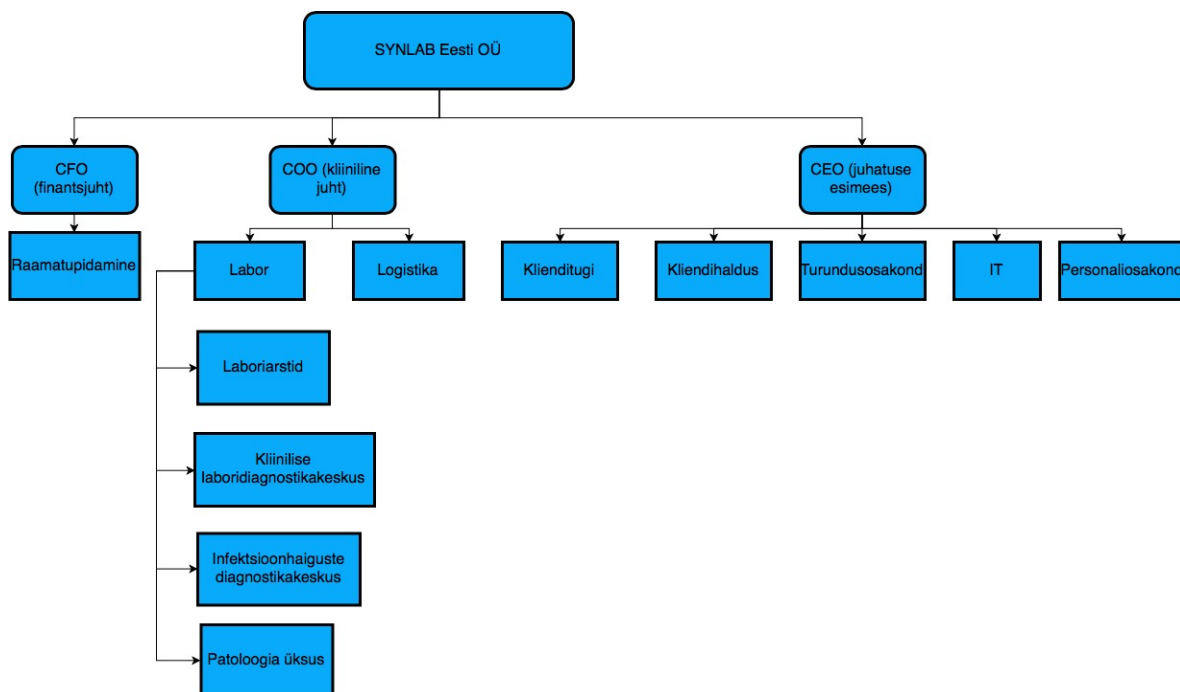 SYNLAB Eesti OÜ
CFO
(finantsjuht)
COO (kliiniline
juht)
CEO (juhatuse
esimees)
Raamatupidamine
Labor
Logistika
Klienditugi
Kliendihaldus
Turundusosakond
IT
Personaliosakond
Laboriarstid
Kliinilise
laboridiagnostikakeskus
Infektsioonhaiguste
diagnostikakeskus
Patoloogia üksus